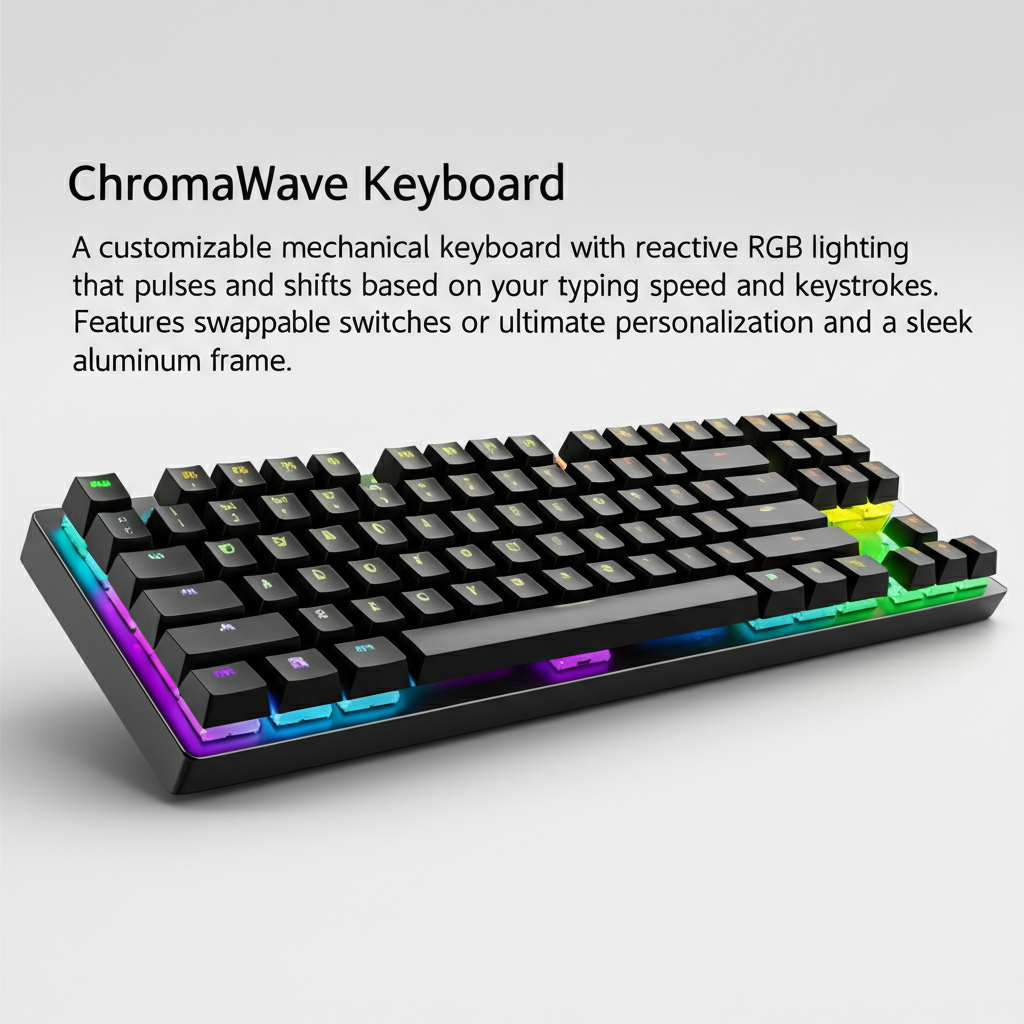 ChromaWave Keyboard
A customizable mechanical keyboard with reactive RGB lighting
that pulses and shifts based on your typing speed and keystrokes.
Features swappable switches or ultimate personalization and a sleek
aluminum frame.